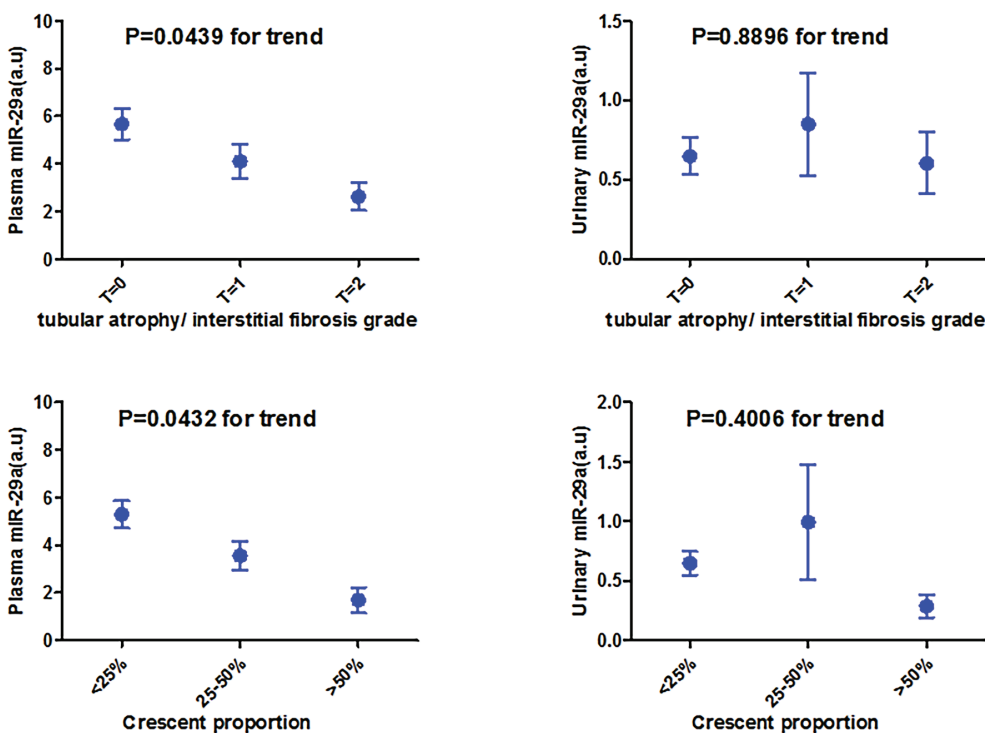 P=0.0439 for trend
Plasma mIR-29a(a.u)
10
8
6
4
2
0
T=0
T=1
T=2
tubular atrophy/ interstitial fibrosis grade
P=0.8896 for trend
UrInary mIR-29a(a.u)
1.5
1.0
0.5
0.0
T=0
T=1
T=2
tubular atrophy/ interstitial fibrosis grade
P=0.0432 for trend
Plasma mIR-29a(a.u)
10
8
6
4
2
0
<25%
25-50%
>50%
Crescent proportion
P=0.4006 for trend
UrInary mIR-29a(a.u)
2.0
1.5
1.0
0.5
0.0
<25%
25-50%
>50%
Crescent proportion